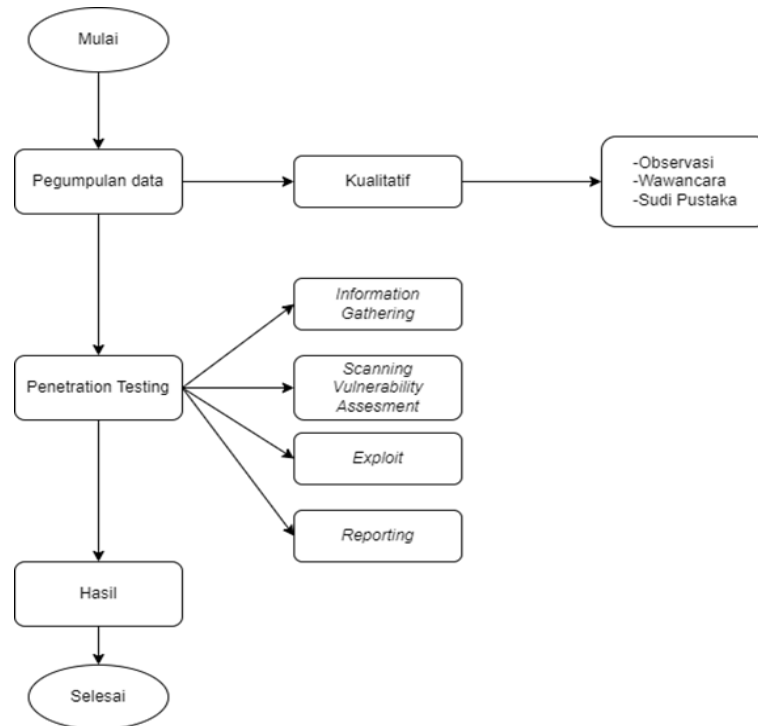 Mulai
Pegumpulan data
Kualitatif
-Observasi
-Wawancara
-Sudi Pustaka
Information
Gathering
Penetration Testing
Scanning
Vulnerability
Assesment
Exploit
Reporting
Hasil
Selesai